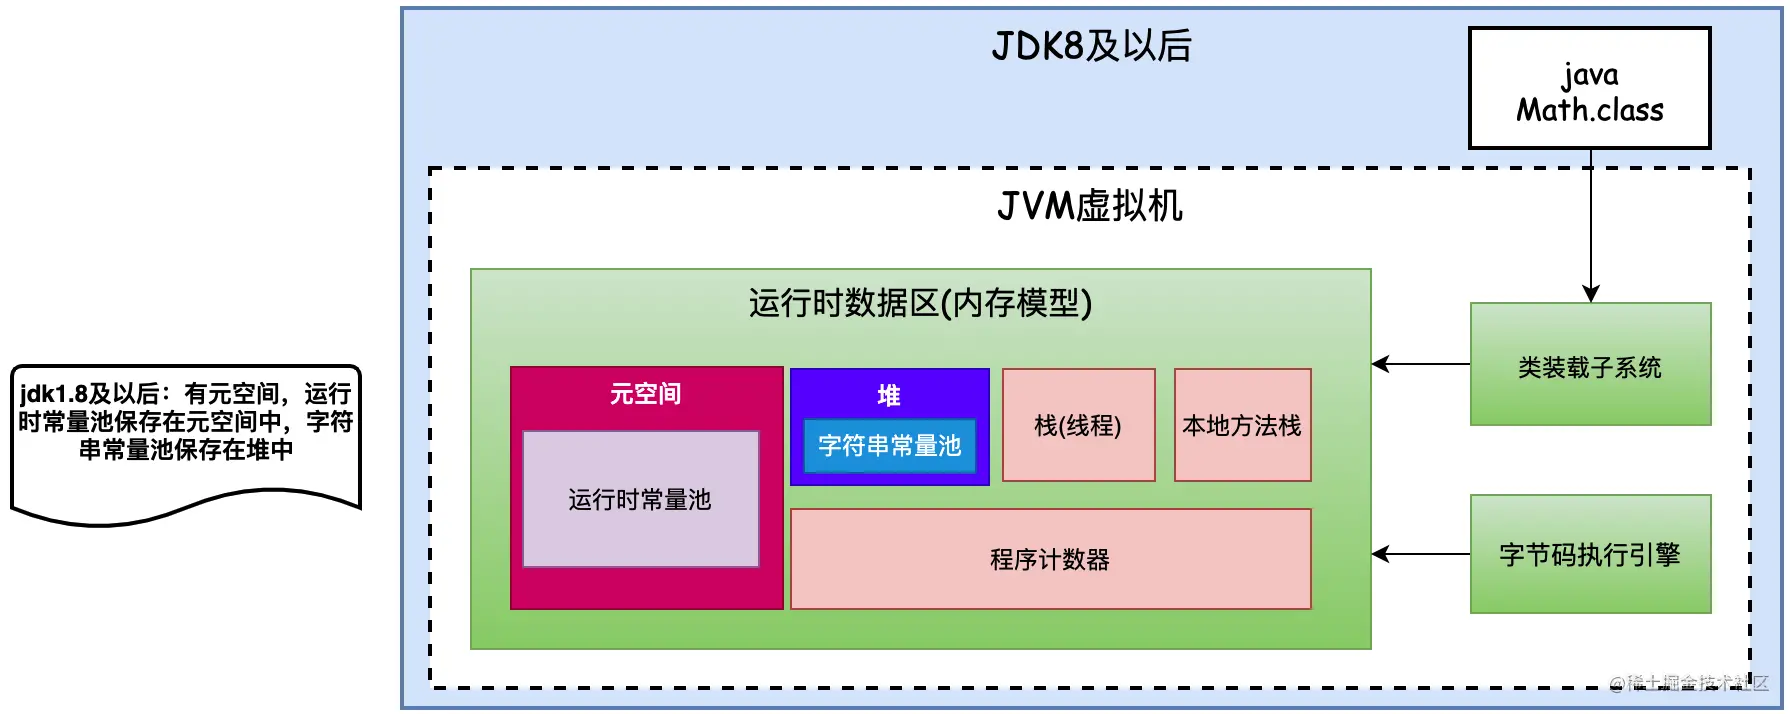 JDK8及以后
java
Math.class
JVM虚拟机
运行时数据区(内存模型)
jdk1.8及以后：有元空间，运行
时常量池保存在元空间中，字符
串常量池保存在堆中
元空间
运行时常量池
堆
字符串常量池
栈(线程)
本地方法栈
程序计数器
类装载子系统
字节码执行引擎
@稀土掘金技术社区